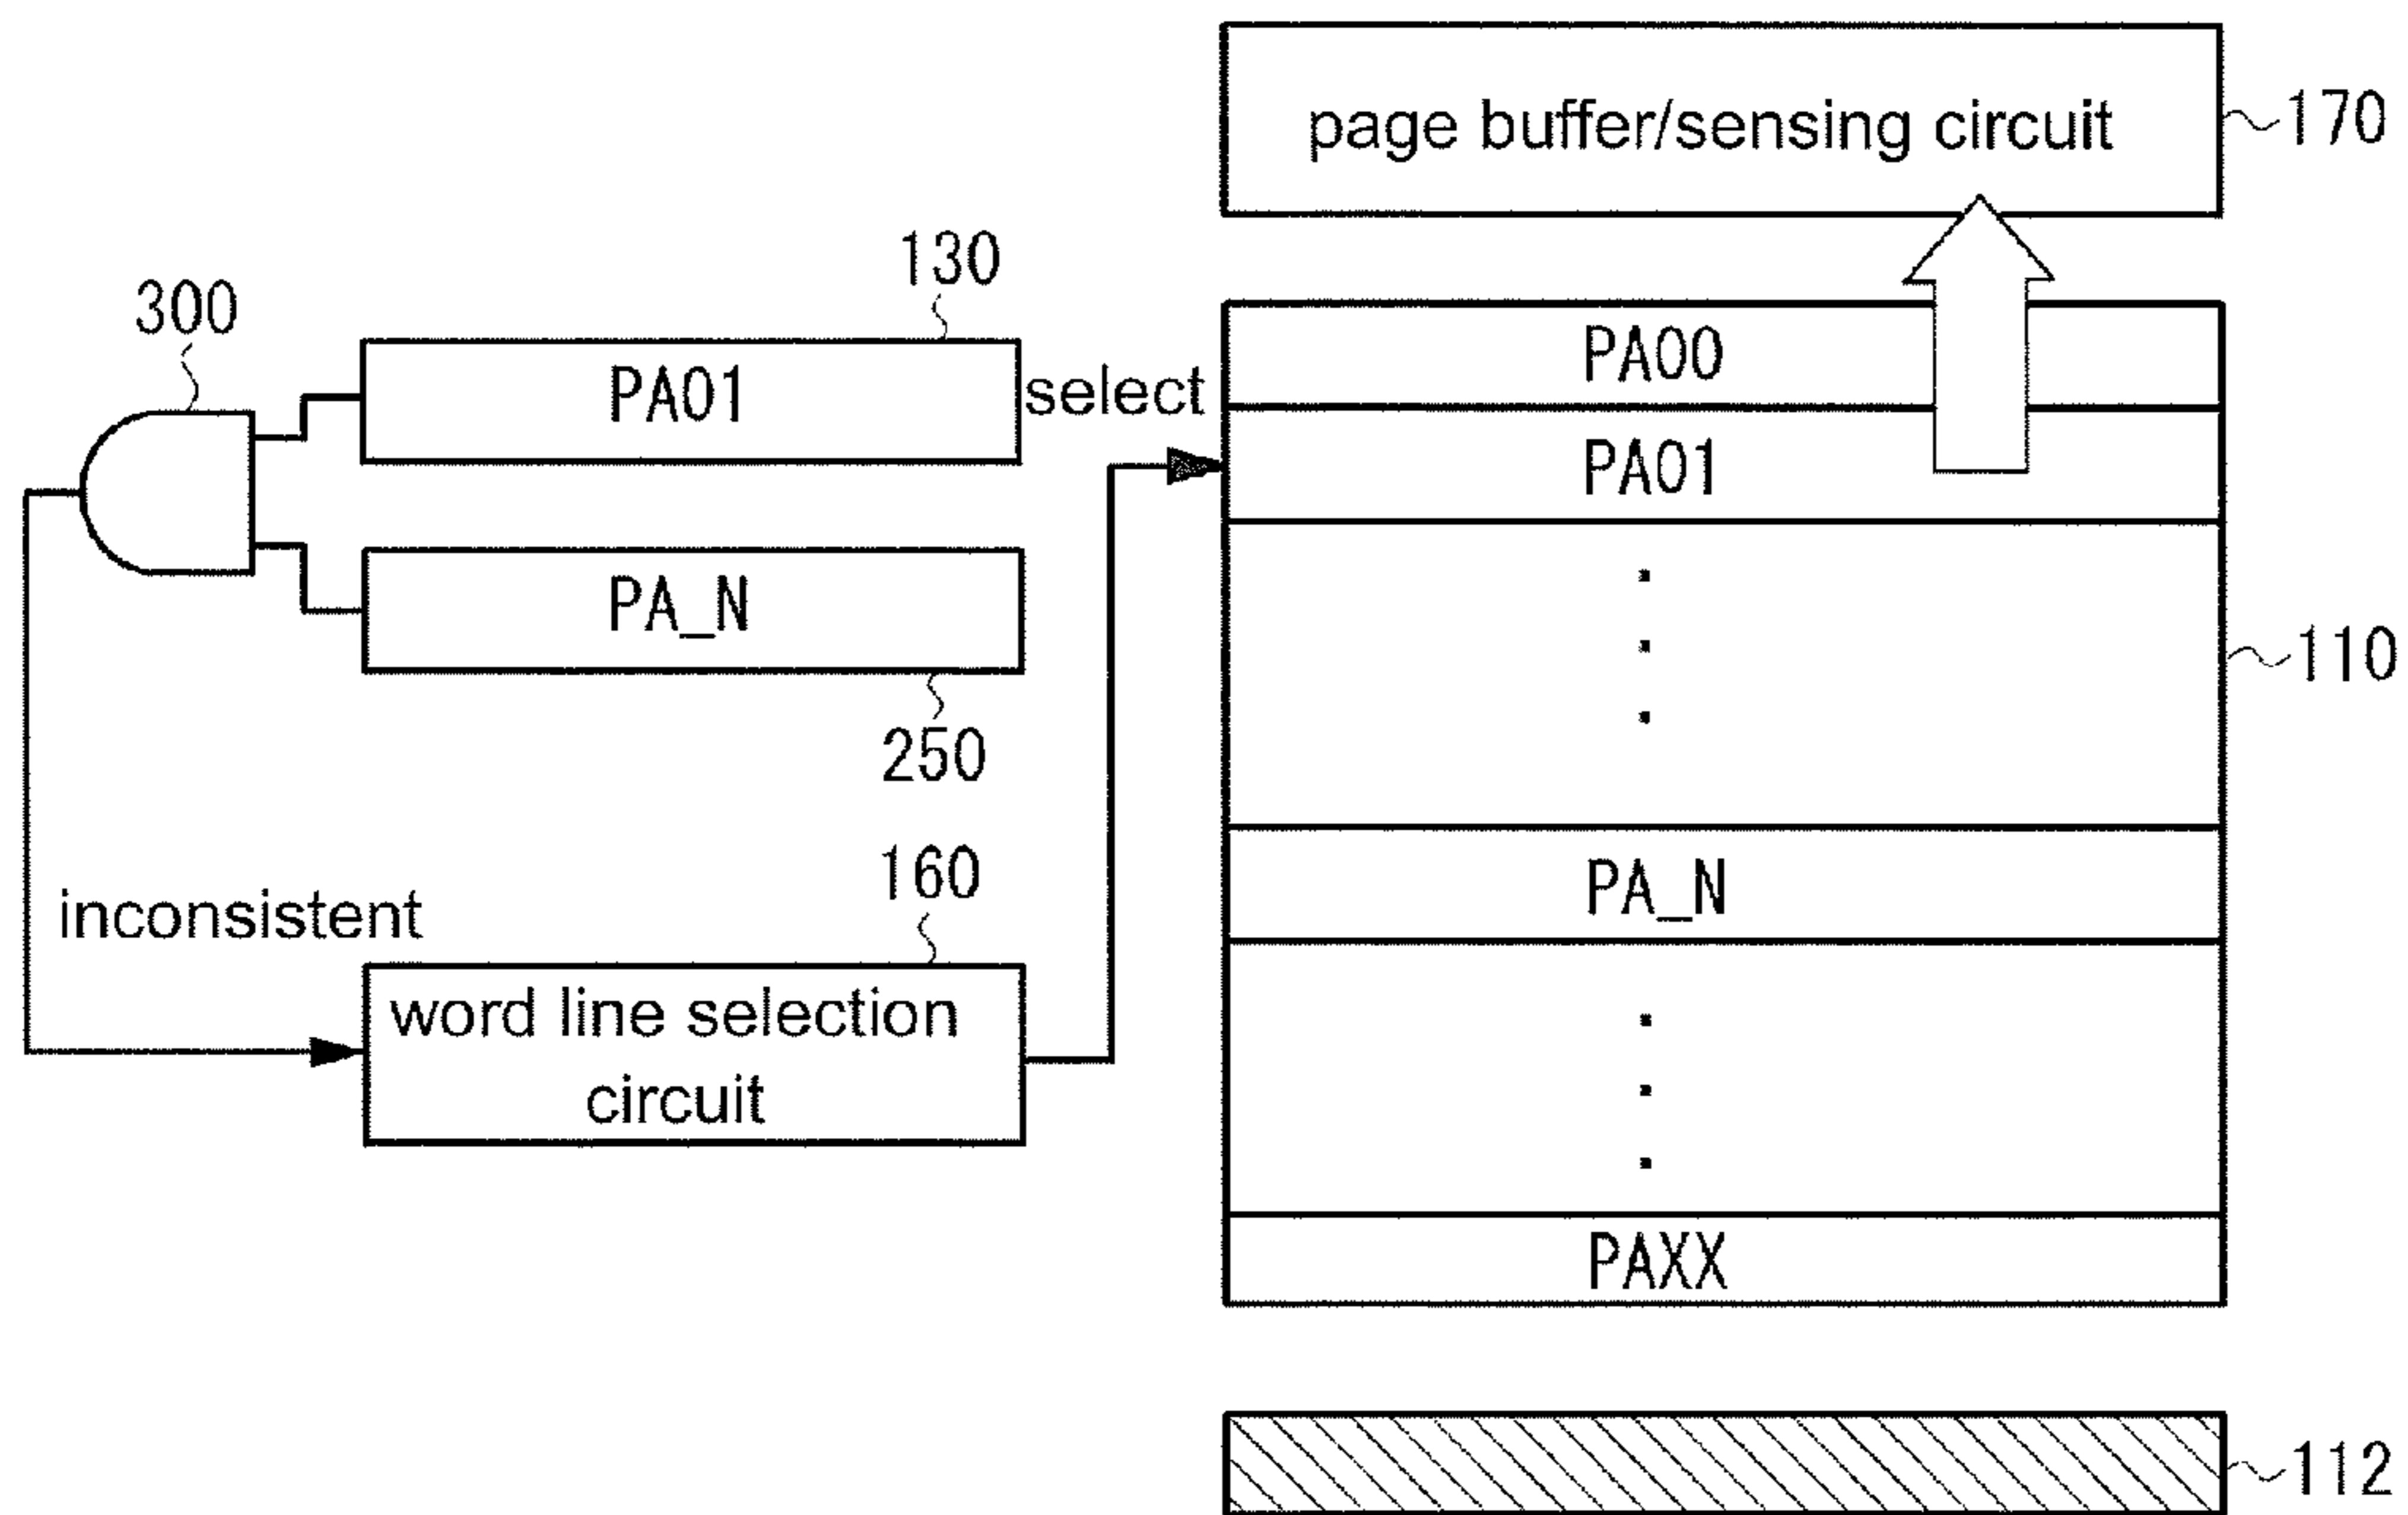 page buffer/sensing circuit
170
130
300
PA01
select
PA00
PA01
PA_N
250
110
160
inconsistent
PA_N
word line selection
circuit
PAXX
112